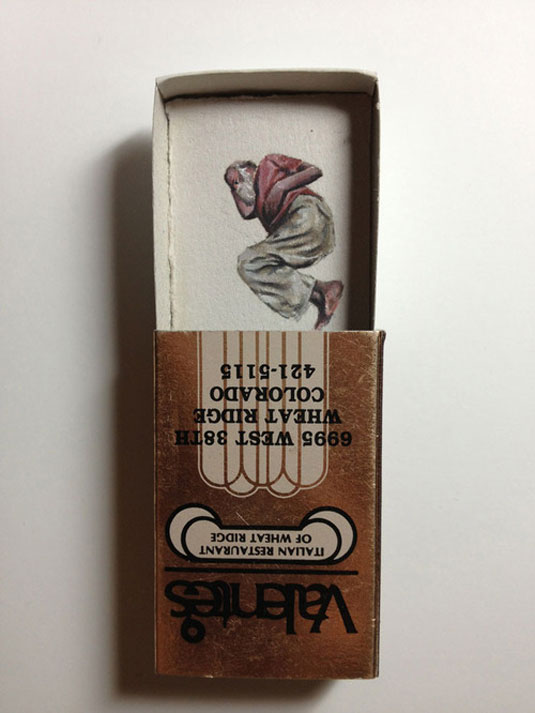 Valente's
ITALIAN RESTAURANT
OF WHEAT RIDGE
6995 WEST 38TH
WHEAT RIDGE
COLORADO
421-5115